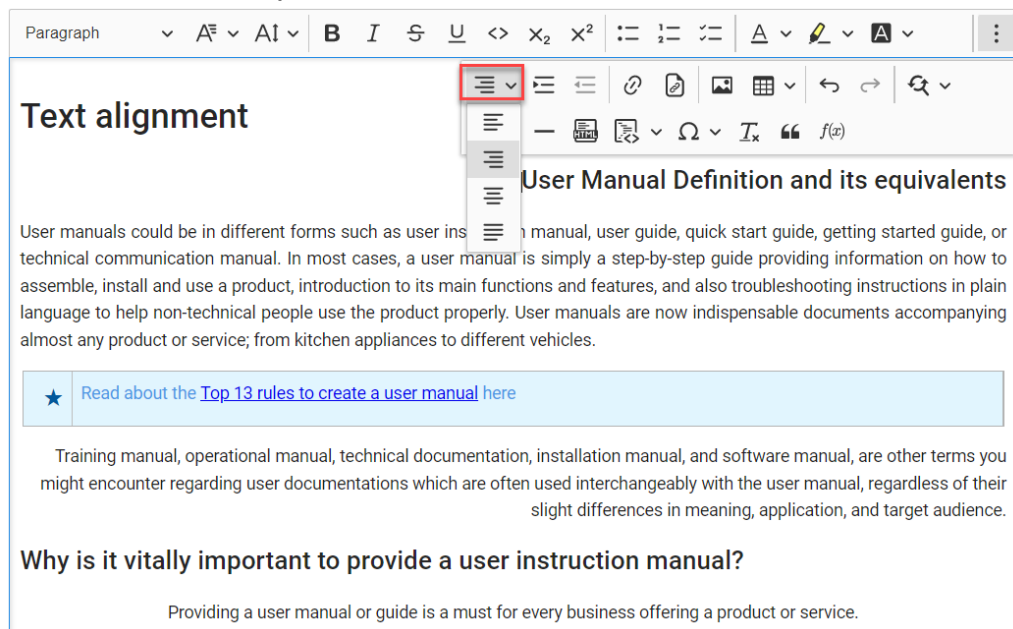 Paragraph
Text alignment
User Manual Definition and its equivalents
User manuals could be in different forms such as user ins n manual, user guide, quick start guide, getting started guide, or
technical communication manual. In most cases, a user manual is simply a step-by-step guide providing information on how to
assemble, install and use a product, introduction to its main functions and features, and also troubleshooting instructions in plain
language to help non-technical people use the product properly. User manuals are now indispensable documents accompanying
almost any product or service; from kitchen appliances to different vehicles.
Read about the Top 13 rules to create a user manual here
Training manual, operational manual, technical documentation, installation manual, and software manual, are other terms you
might encounter regarding user documentations which are often used interchangeably with the user manual, regardless of their
slight differences in meaning, application, and target audience.
Why is it vitally important to provide a user instruction manual?
Providing a user manual or guide is a must for every business offering a product or service.